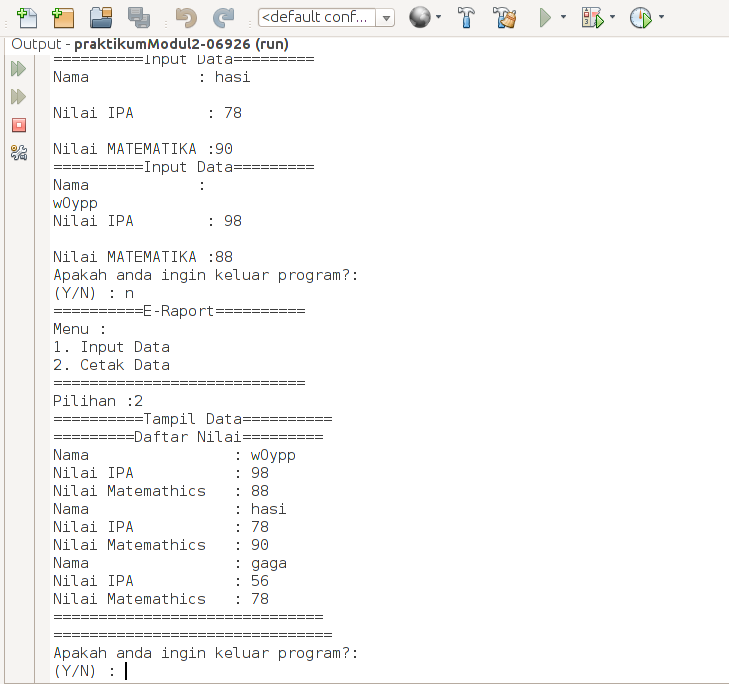 <default conf...
Output - praktikumModul2-06926 (run)
==========Input Data=========
Nama            : hasi
Nilai IPA        : 78
Nilai MATEMATIKA :90
==========Input Data=========
Nama            :
w0ypp
Nilai IPA        : 98
Nilai MATEMATIKA :88
Apakah anda ingin keluar program?:
(Y/N) : n
==========E-Raport==========
Menu :
1. Input Data
2. Cetak Data
============================
Pilihan :2
==========Tampil Data==========
=========Daftar Nilai=========
Nama                : w0ypp
Nilai IPA           : 98
Nilai Matemathics   : 88
Nama                : hasi
Nilai IPA           : 78
Nilai Matemathics   : 90
Nama                : gaga
Nilai IPA           : 56
Nilai Matemathics   : 78
==============================
===============================
Apakah anda ingin keluar program?:
(Y/N) :